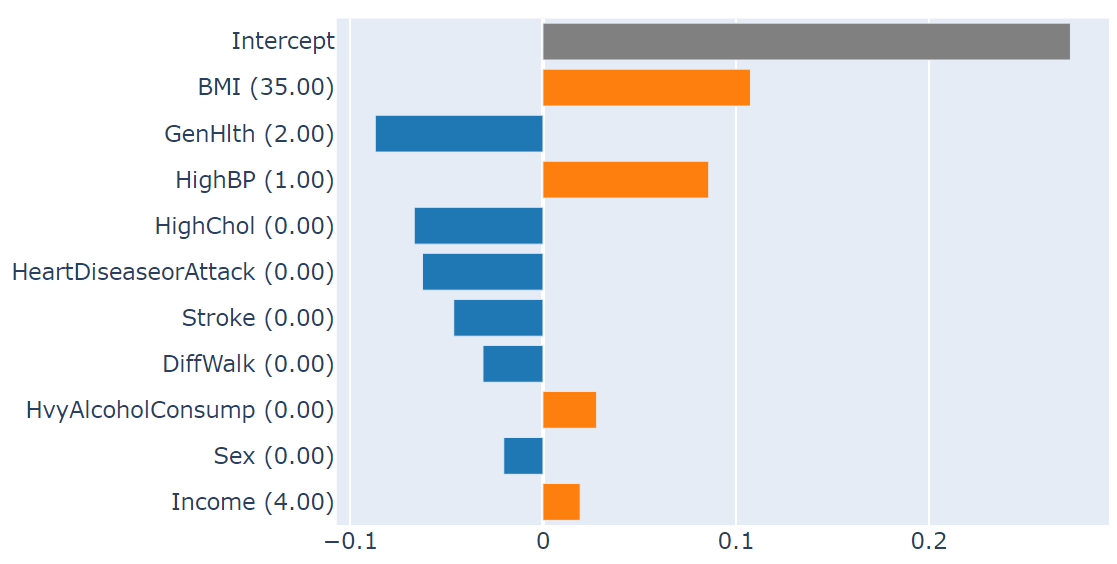 Intercept
BMI (35.00)
GenHlth (2.00)
HighBP (1.00)
HighChol (0.00)
HeartDiseaseorAttack (0.00)
Stroke (0.00)
DiffWalk (0.00)
HvyAlcoholConsump (0.00)
Sex (0.00)
Income (4.00)
−0.1 0 0.1 0.2